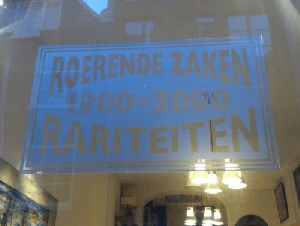 ROERENDE ZAKEN
1900-2000
RARITEITEN